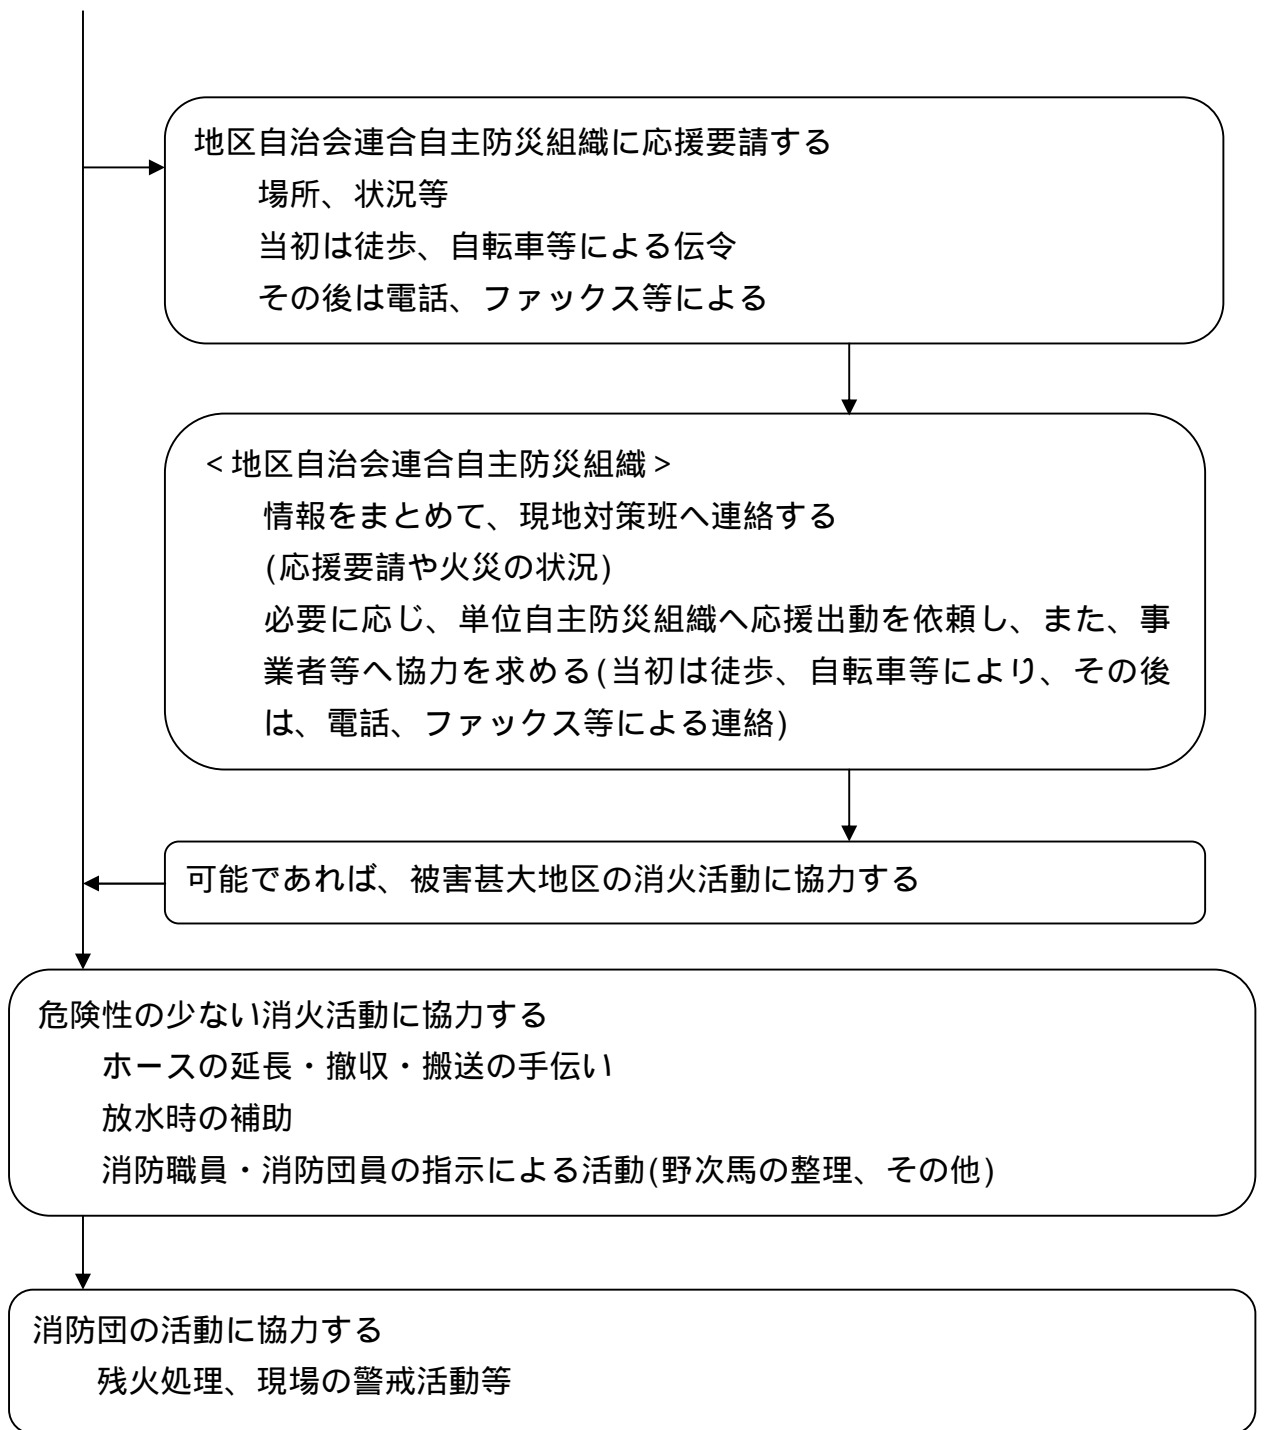 地区自治会連合自主防災組織に応援要請する
場所、状況等
当初は徒歩、自転車等による伝令
その後は電話、ファックス等による
<地区自治会連合自主防災組織>
情報をまとめて、現地対策班へ連絡する
(応援要請や火災の状況)
必要に応じ、単位自主防災組織へ応援出動を依頼し、また、事
業者等へ協力を求める(当初は徒歩、自転車等により、その後
は、電話、ファックス等による連絡)
可能であれば、被害甚大地区の消火活動に協力する
危険性の少ない消火活動に協力する
ホースの延長・撤収・搬送の手伝い
放水時の補助
消防職員・消防団員の指示による活動(野次馬の整理、その他)
消防団の活動に協力する
残火処理、現場の警戒活動等